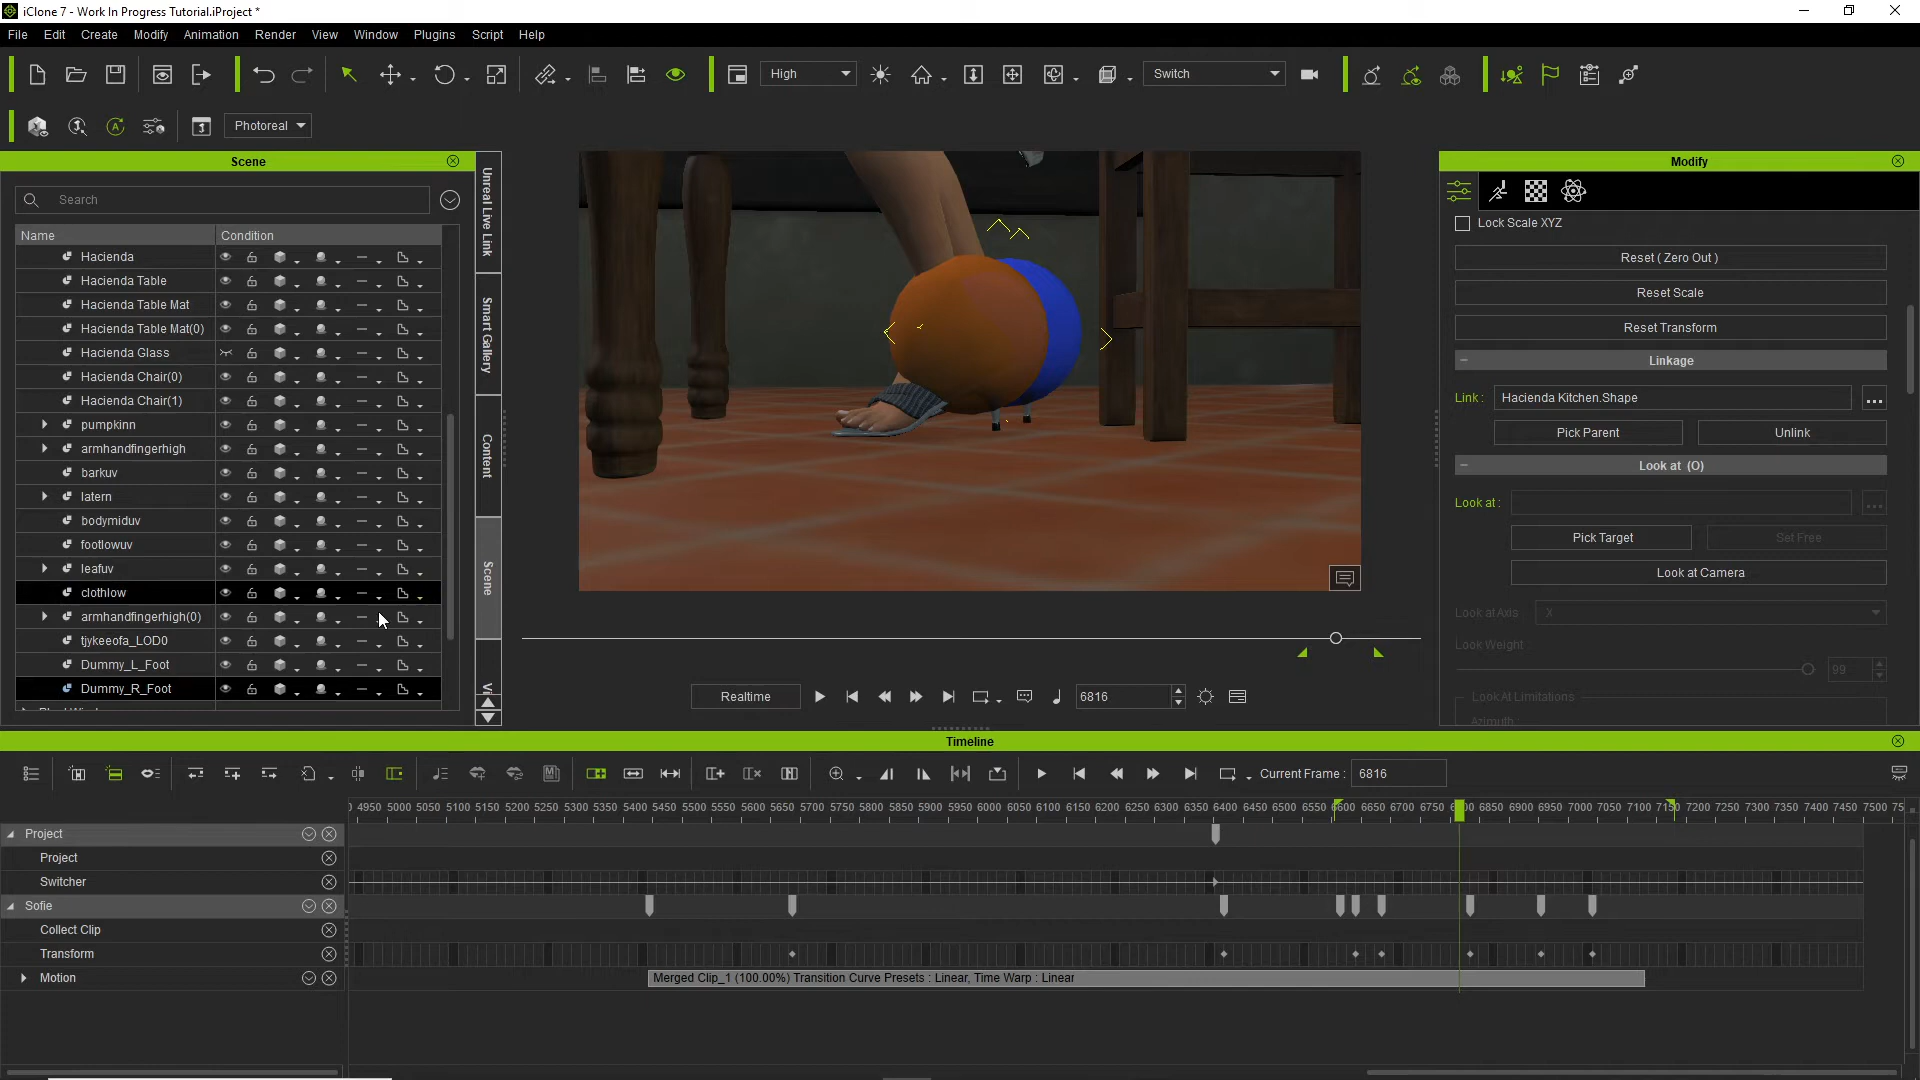 iClone 7 - Work In Progress Tutorial.iProject *
File Edit Create Modify Animation Render View Window Plugins Script Help
High Switch
Photoreal
Scene
Search
Name Condition
Hacienda
Hacienda Table
Hacienda Table Mat
Hacienda Table Mat(0)
Hacienda Glass
Hacienda Chair(0)
Hacienda Chair(1)
pumpkinn
armhandfingerhigh
barkuv
latern
bodymiduv
footlowuv
leafuv
clothlow
armhandfingerhigh(0)
tjykeeofa_LOD0
Dummy_L_Foot
Dummy_R_Foot
Unreal Live Link
Smart Gallery
Content
Scene
Vi
Realtime 6816
Modify
Lock Scale XYZ
Reset ( Zero Out )
Reset Scale
Reset Transform
Linkage
Link : Hacienda Kitchen.Shape ...
Pick Parent Unlink
Look at (O)
Look at : ...
Pick Target Set Free
Look at Camera
Look at Axis X
Look Weight
99
Look At Limitations
Azimuth
Timeline
Current Frame : 6816
0 4950 5000 5050 5100 5150 5200 5250 5300 5350 5400 5450 5500 5550 5600 5650 5700 5750 5800 5850 5900 5950 6000 6050 6100 6150 6200 6250 6300 6350 6400 6450 6500 6550 6600 6650 6700 6750 6800 6850 6900 6950 7000 7050 7100 7150 7200 7250 7300 7350 7400 7450 7500 75
Project
Project
Switcher
Sofie
Collect Clip
Transform
Motion
Merged Clip_1 (100.00%) Transition Curve Presets : Linear, Time Warp : Linear